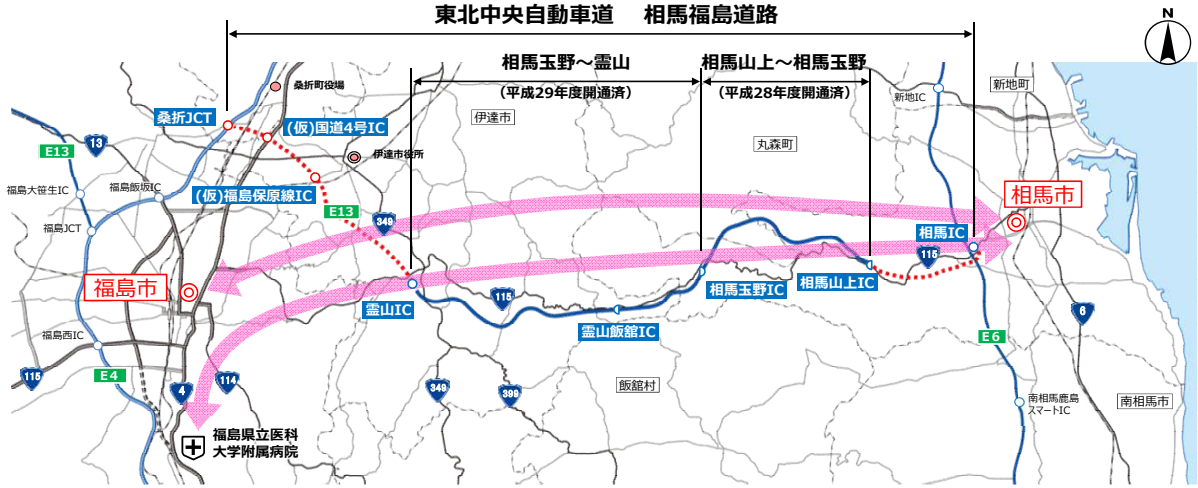 東北中央自動車道 相馬福島道路
N
相馬玉野～霊山
（平成29年度開通済）
相馬山上～相馬玉野
（平成28年度開通済）
桑折町役場
新地IC
新地町
桑折JCT
(仮)国道4号IC
伊達市
丸森町
13
E13
伊達市役所
福島大笹生IC
福島飯坂IC
(仮)福島保原線IC
E13
相馬市
福島JCT
349
相馬IC
115
福島市
霊山IC
115
相馬玉野IC
相馬山上IC
6
霊山飯舘IC
福島西IC
E6
115
E4
4
114
349
399
飯舘村
南相馬鹿島
スマートIC
南相馬市
福島県立医科
大学附属病院